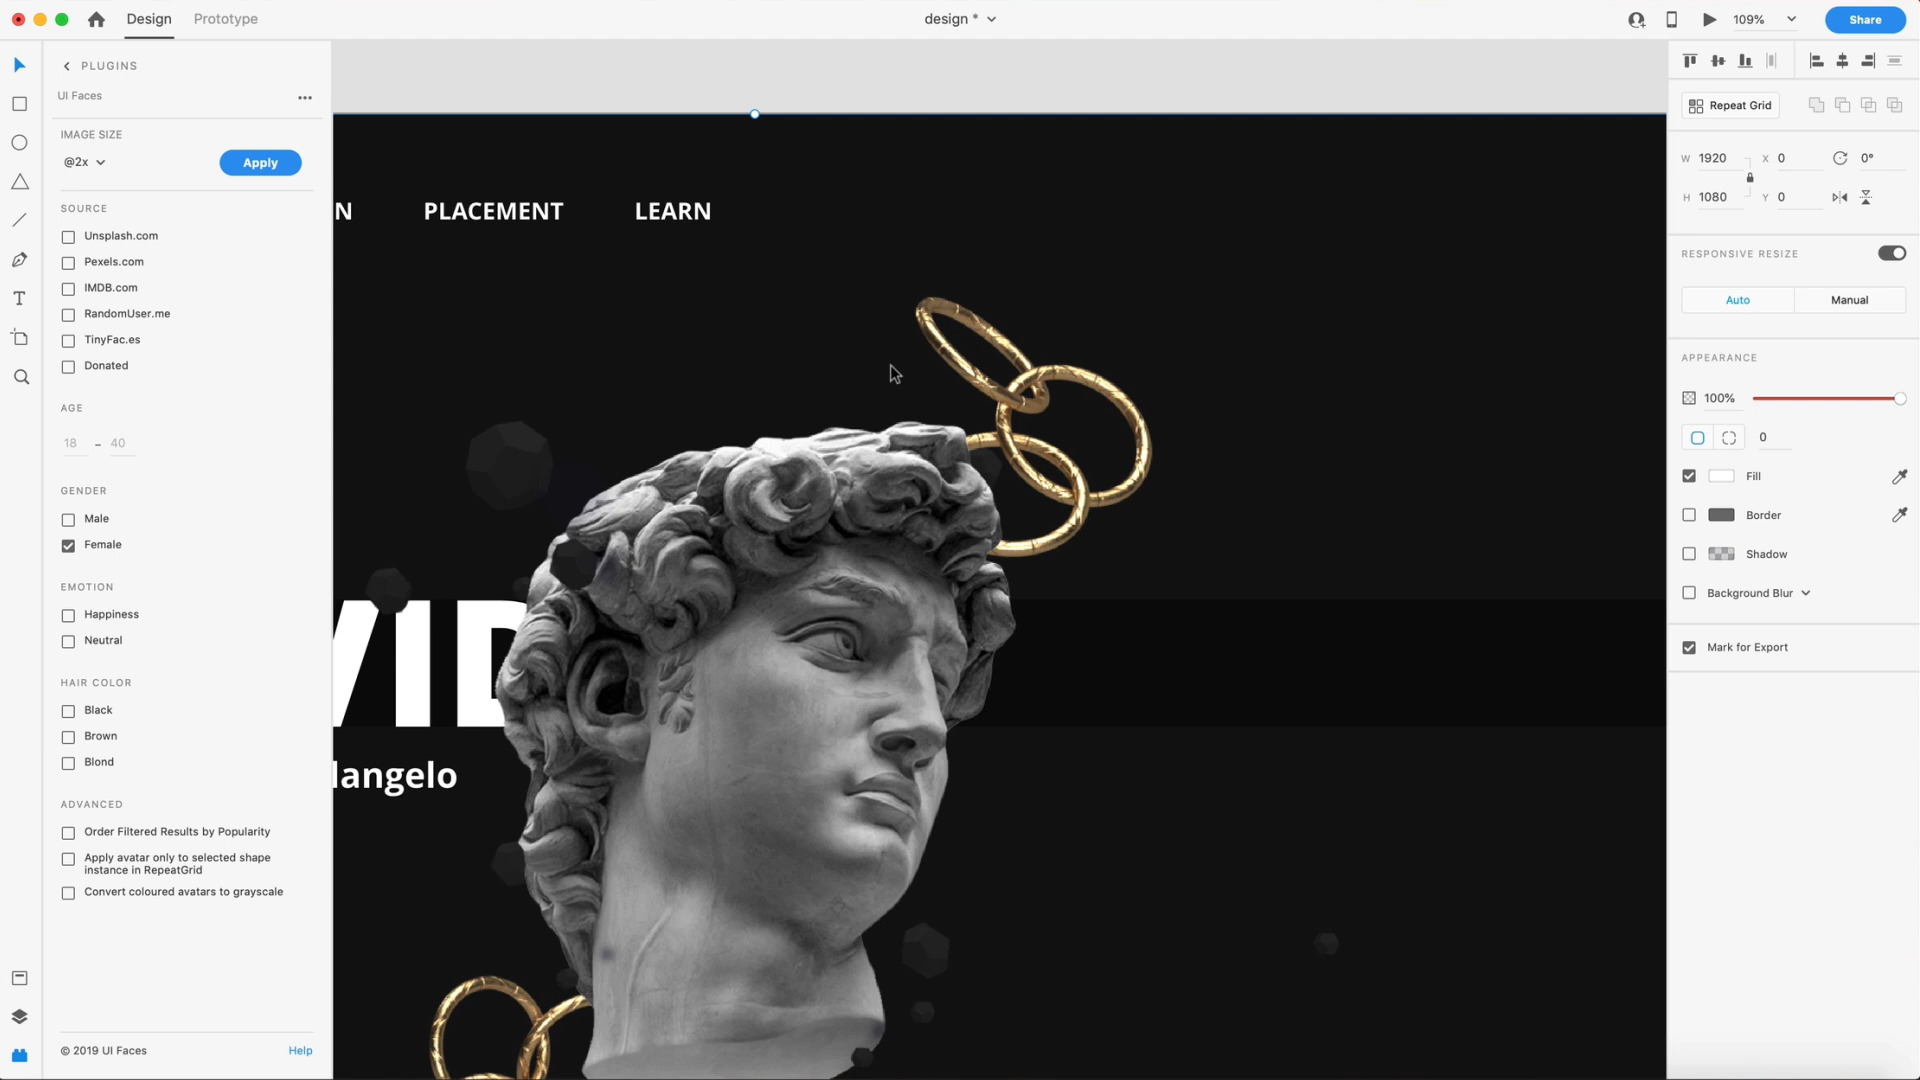 Design
Prototype
design *
109%
Share
PLUGINS
UI Faces
IMAGE SIZE
@2x
Apply
SOURCE
Unsplash.com
Pexels.com
IMDB.com
RandomUser.me
TinyFac.es
Donated
AGE
18 – 40
GENDER
Male
Female
EMOTION
Happiness
Neutral
HAIR COLOR
Black
Brown
Blond
ADVANCED
Order Filtered Results by Popularity
Apply avatar only to selected shape
instance in RepeatGrid
Convert coloured avatars to grayscale
© 2019 UI Faces
Help
N PLACEMENT LEARN
VID
langelo
Repeat Grid
W 1920 X 0 0°
H 1080 Y 0
RESPONSIVE RESIZE
Auto Manual
APPEARANCE
100%
0
Fill
Border
Shadow
Background Blur
Mark for Export